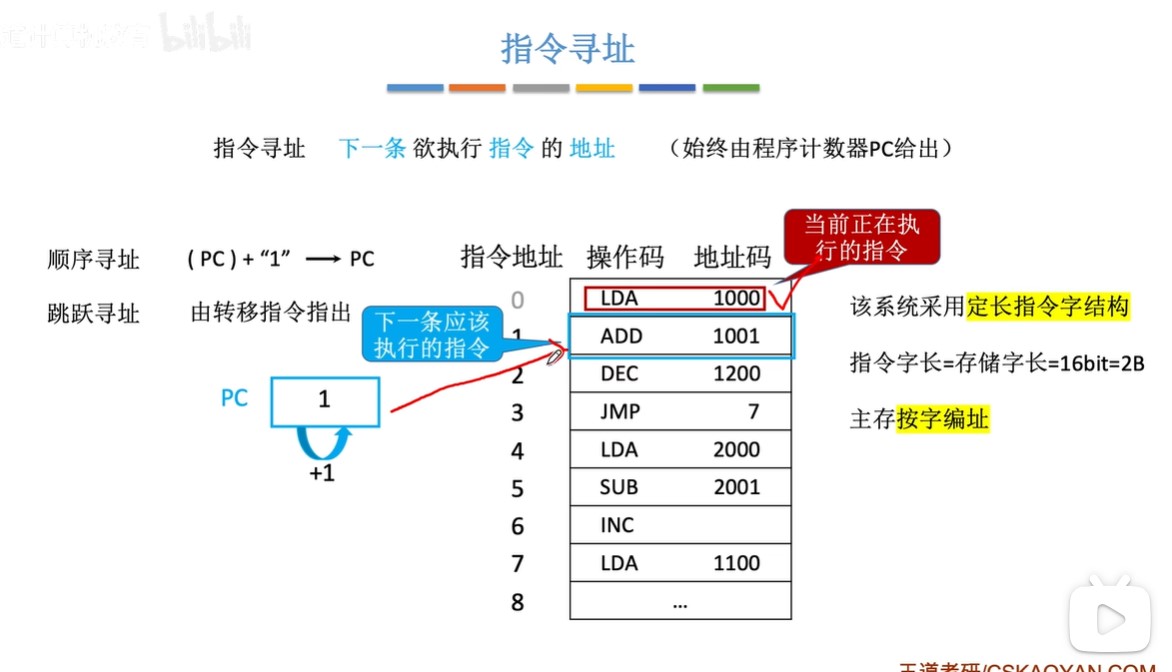 bilibili
指令寻址
指令寻址 下一条 欲执行 指令 的 地址 （始终由程序计数器PC给出）
当前正在执
行的指令
顺序寻址 ( PC ) + “1” → PC
跳跃寻址 由转移指令指出
下一条应该
执行的指令
PC 1
+1
指令地址 操作码 地址码
0 LDA 1000
1 ADD 1001
2 DEC 1200
3 JMP 7
4 LDA 2000
5 SUB 2001
6 INC
7 LDA 1100
8 ...
该系统采用定长指令字结构
指令字长=存储字长=16bit=2B
主存按字编址
王道考研/CSKAOYAN.COM